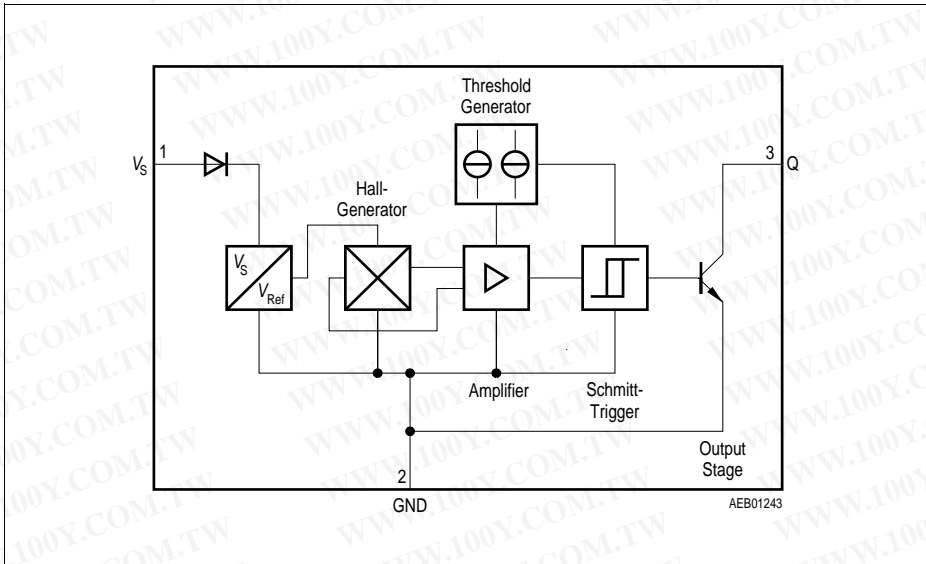 WWW.100Y.COM.TW
Threshold
Generator
1
3
VS
Q
Hall-
Generator
VS
VRef
Amplifier
Schmitt-
Trigger
Output
Stage
2
GND
AEB01243